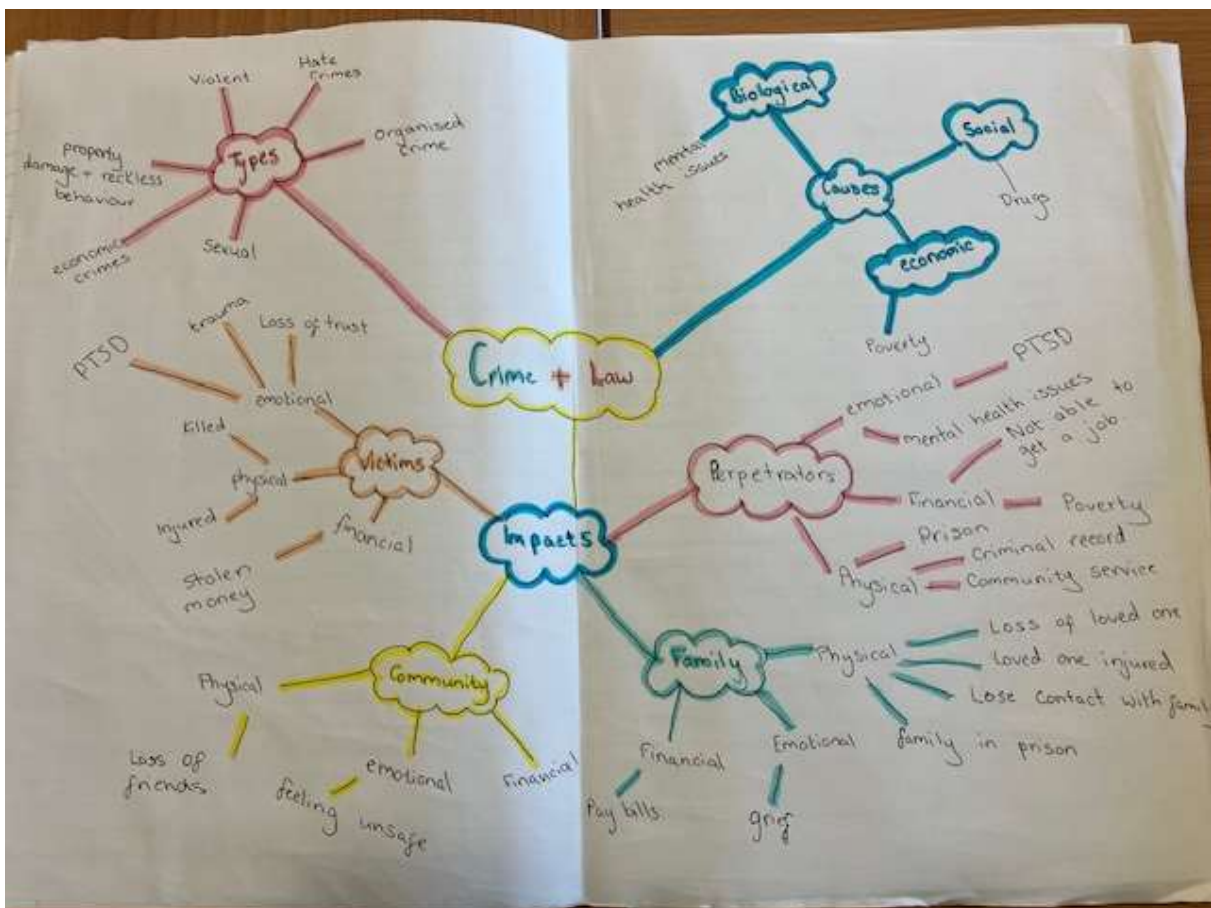 Violent
Hate
Crimes
Organised
crime
Types
property
damage + reckless
behaviour
economic
crimes
Sexual
Biological
mental
health issues
Social
Drugs
Causes
economic
Poverty
Crime + Law
trauma
Loss of trust
PTSD
emotional
Killed
Victims
physical
Injured
financial
Stolen
money
Impacts
Perpetrators
emotional
PTSD
mental health issues
Not able to
get a job.
Financial
Poverty
Prison
Physical
Criminal record
Community service
Community
Physical
Loss of
friends
emotional
feeling unsafe
Financial
Family
Physical
Loss of loved one
Loved one injured
Lose contact with family
family in prison
Financial
Pay bills
Emotional
grief